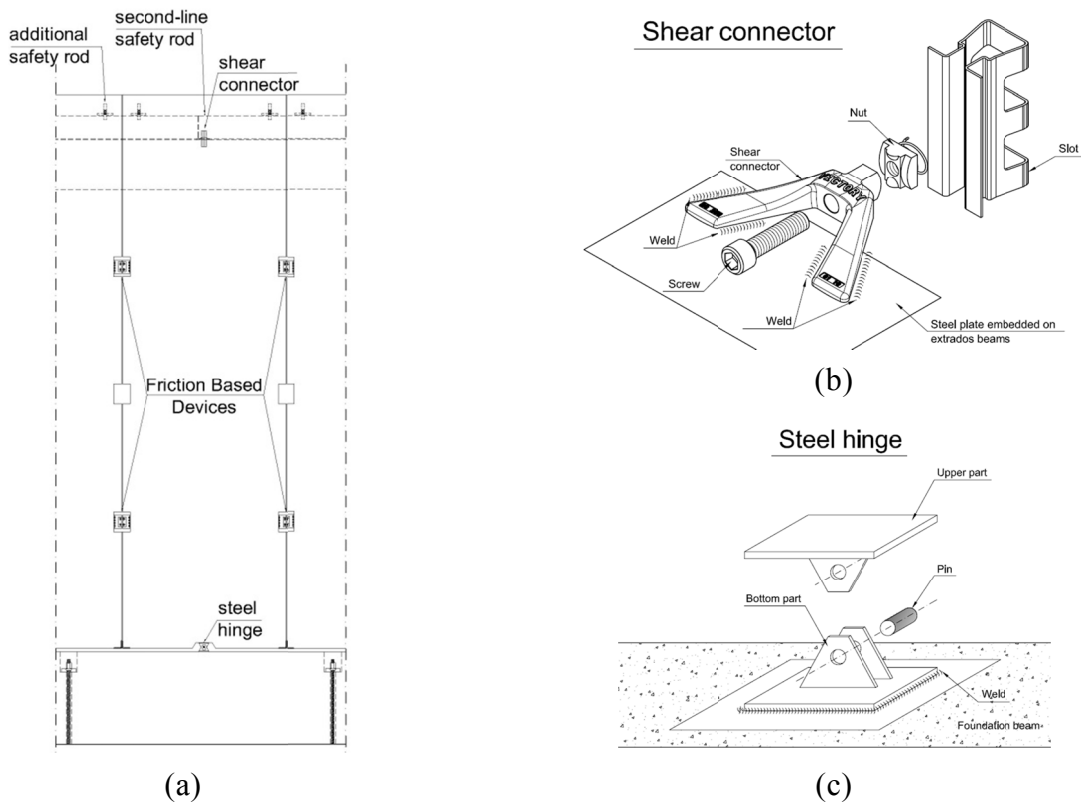 second-line
safety rod
additional
safety rod
shear
connector
Friction Based
Devices
steel
hinge
(a)
Shear connector
Nut
Slot
Shear
connector
FACTORY
Weld
Screw
Weld
Steel plate embedded on
extrados beams
(b)
Steel hinge
Upper part
Pin
Bottom part
Weld
Foundation beam
(c)